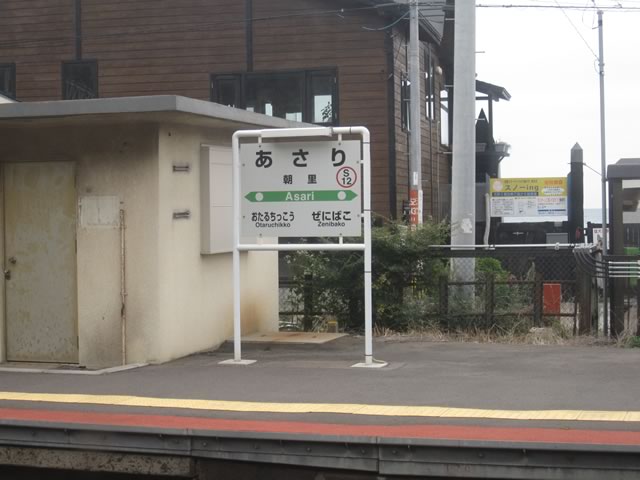 あさり
朝里
S
12
Asari
おたるちっこう ぜにばこ
Otaruchikko Zenibako
スノーing